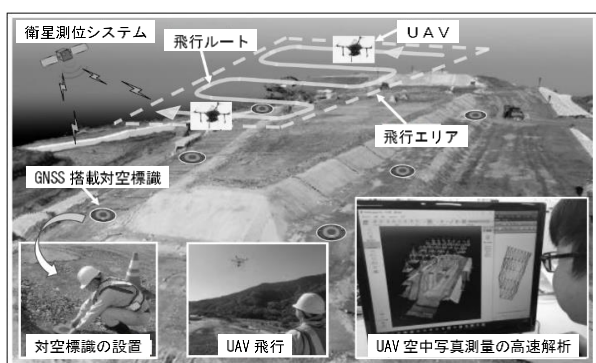 衛星測位システム
飛行ルート
UAV
飛行エリア
GNSS 搭載対空標識
対空標識の設置
UAV 飛行
UAV 空中写真測量の高速解析